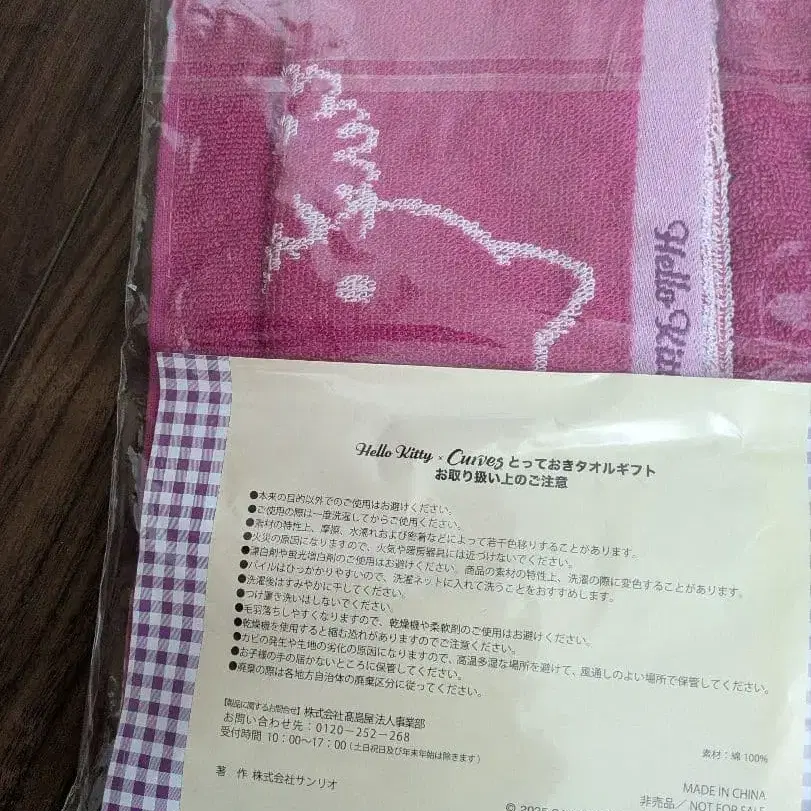 Hello Kitty
Hello Kitty × Curves とっておきタオルギフト
お取り扱い上のご注意
●本来の目的以外でのご使用はお避けください。
●ご使用の際は一度洗濯してからご使用ください。
●素材の特性上、摩擦、水濡れおよび密着などによって若干色移りすることがあります。
●火災の原因になりますので、火気や暖房器具には近づけないでください。
●漂白剤や蛍光増白剤のご使用はお避けください。商品の素材の特性上、洗濯の際に変色することがあります。
●パイルはひっかかりやすいので、洗濯ネットに入れて洗うことをおすすめします。
●洗濯後はすみやかに干してください。
●つけ置き洗いはしないでください。
●毛羽落ちしやすくなりますので、乾燥機や柔軟剤のご使用はお避けください。
●乾燥機を使用すると縮む恐れがありますのでご注意ください。
●カビの発生や生地の劣化の原因になりますので、高温多湿な場所を避けて、風通しのよい場所で保管してください。
●お子様の手の届かないところに保管してください。
●廃棄の際は各地方自治体の廃棄区分に従ってください。
【製品に関するお問合せ】株式会社髙島屋 法人事業部
お問い合わせ先：0120-252-268
受付時間 10：00〜17：00（土日祝日及び年末年始は除きます）
素材：綿 100%
著 作 株式会社サンリオ
MADE IN CHINA
非売品／NOT FOR SALE
© 2025